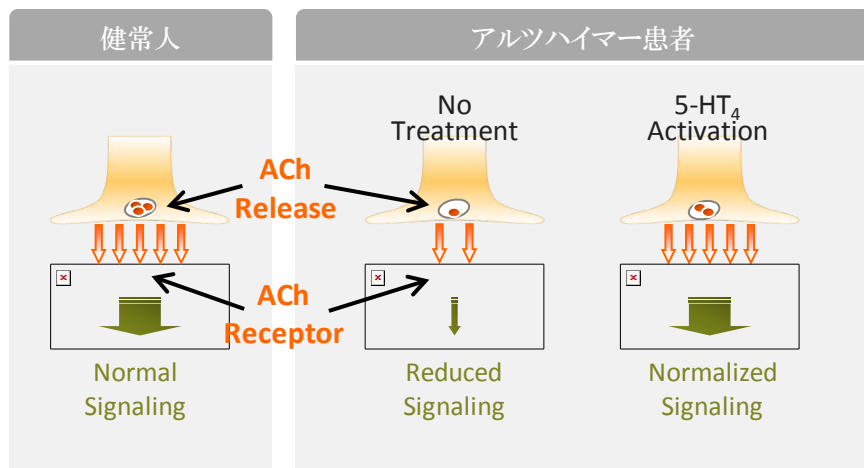 健常人
アルツハイマー患者
No
Treatment
5-HT₄
Activation
ACh
Release
ACh
Receptor
Normal
Signaling
Reduced
Signaling
Normalized
Signaling